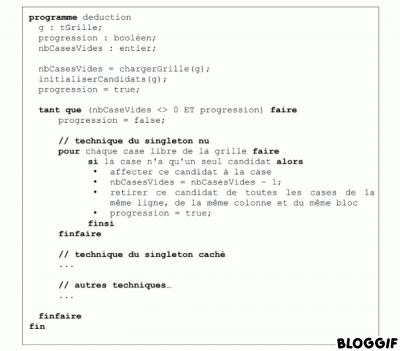 programme deduction
g : tGrille;
progression : booléen;
nbCasesVides : entier;
nbCasesVides = chargerGrille(g);
initialiserCandidats(g);
progression = true;
tant que (nbCaseVides <> 0 ET progression) faire
progression = false;
// technique du singleton nu
pour chaque case libre de la grille faire
si la case n'a qu'un seul candidat alors
• affecter ce candidat à la case
• nbCasesVides = nbCasesVides - 1;
• retirer ce candidat de toutes les cases de la
même ligne, de la même colonne et du même bloc
• progression = true;
finsi
finfaire
// technique du singleton caché
...
// autres techniques…
...
finfaire
fin
BLOGGIF